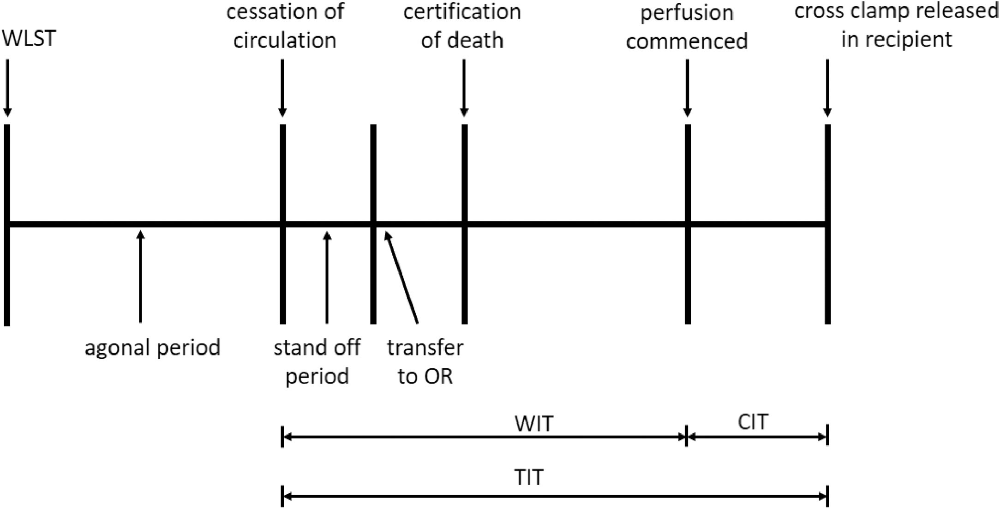 WLST
cessation of
circulation
certification
of death
perfusion
commenced
cross clamp released
in recipient
agonal period
stand off
period
transfer
to OR
WIT
CIT
TIT